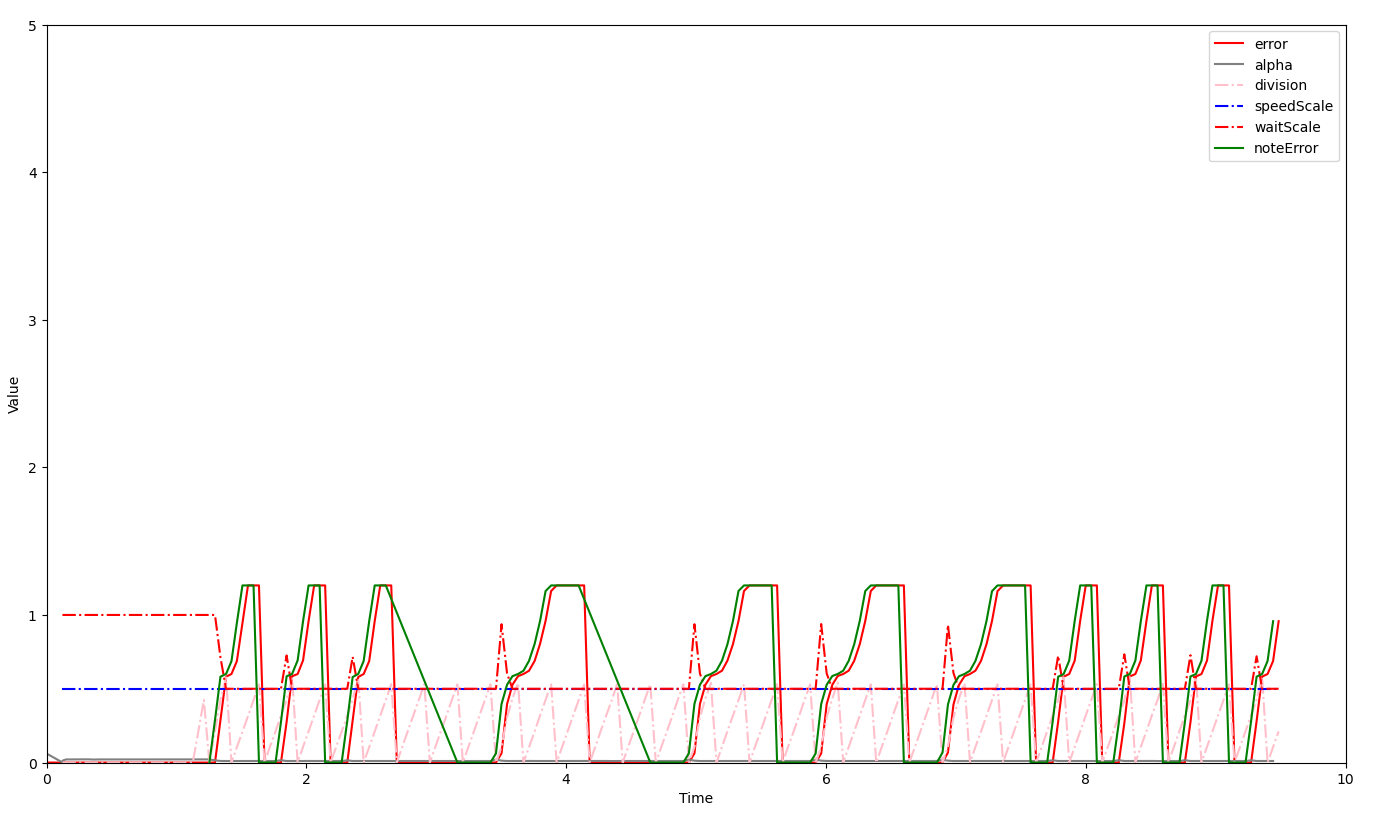 5
4
3
2
1
0
Value
0 2 4 6 8 10
Time
error
alpha
division
speedScale
waitScale
noteError